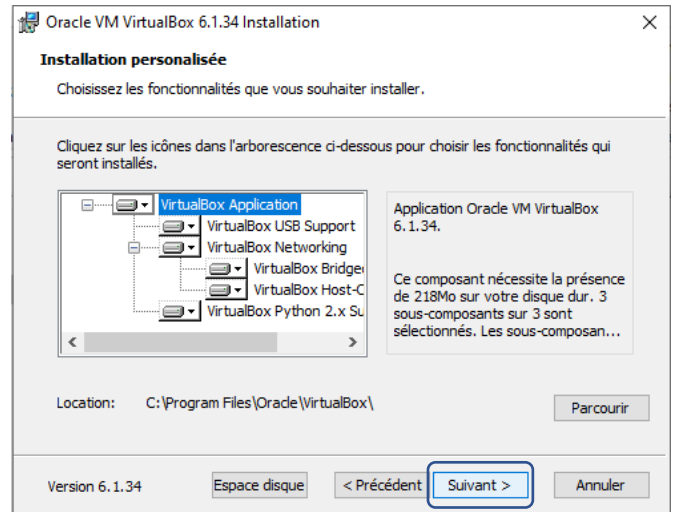 Oracle VM VirtualBox 6.1.34 Installation
Installation personalisée
Choisissez les fonctionnalités que vous souhaiter installer.
Cliquez sur les icônes dans l'arborescence ci-dessous pour choisir les fonctionnalités qui
seront installés.
VirtualBox Application
VirtualBox USB Support
VirtualBox Networking
VirtualBox Bridge
VirtualBox Host-C
VirtualBox Python 2.x Su
Application Oracle VM VirtualBox
6.1.34.
Ce composant nécessite la présence
de 218Mo sur votre disque dur. 3
sous-composants sur 3 sont
sélectionnés. Les sous-composan...
Location: C:\Program Files\Oracle\VirtualBox\
Parcourir
Version 6.1.34
Espace disque
< Précédent
Suivant >
Annuler